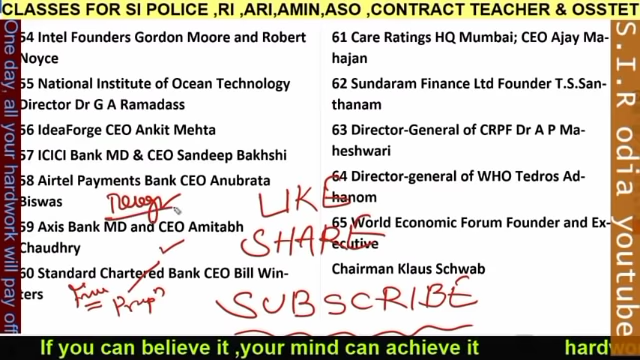 CLASSES FOR SI POLICE ,RI ,ARI,AMIN,ASO ,CONTRACT TEACHER & OSSTET
One day, all your hardwork will pay off
54 Intel Founders Gordon Moore and Robert
Noyce
55 National Institute of Ocean Technology
Director Dr G A Ramadass
56 IdeaForge CEO Ankit Mehta
57 ICICI Bank MD & CEO Sandeep Bakhshi
58 Airtel Payments Bank CEO Anubrata
Biswas
59 Axis Bank MD and CEO Amitabh
Chaudhry
60 Standard Chartered Bank CEO Bill Win-
ters
61 Care Ratings HQ Mumbai; CEO Ajay Ma-
hajan
62 Sundaram Finance Ltd Founder T.S.San-
thanam
63 Director-General of CRPF Dr A P Ma-
heshwari
64 Director-general of WHO Tedros Ad-
hanom
65 World Economic Forum Founder and Ex-
ecutive
Chairman Klaus Schwab
LIKE
SHARE
SUBSCRIBE
S.I.R odia youtube
If you can believe it ,your mind can achieve it
hardwo